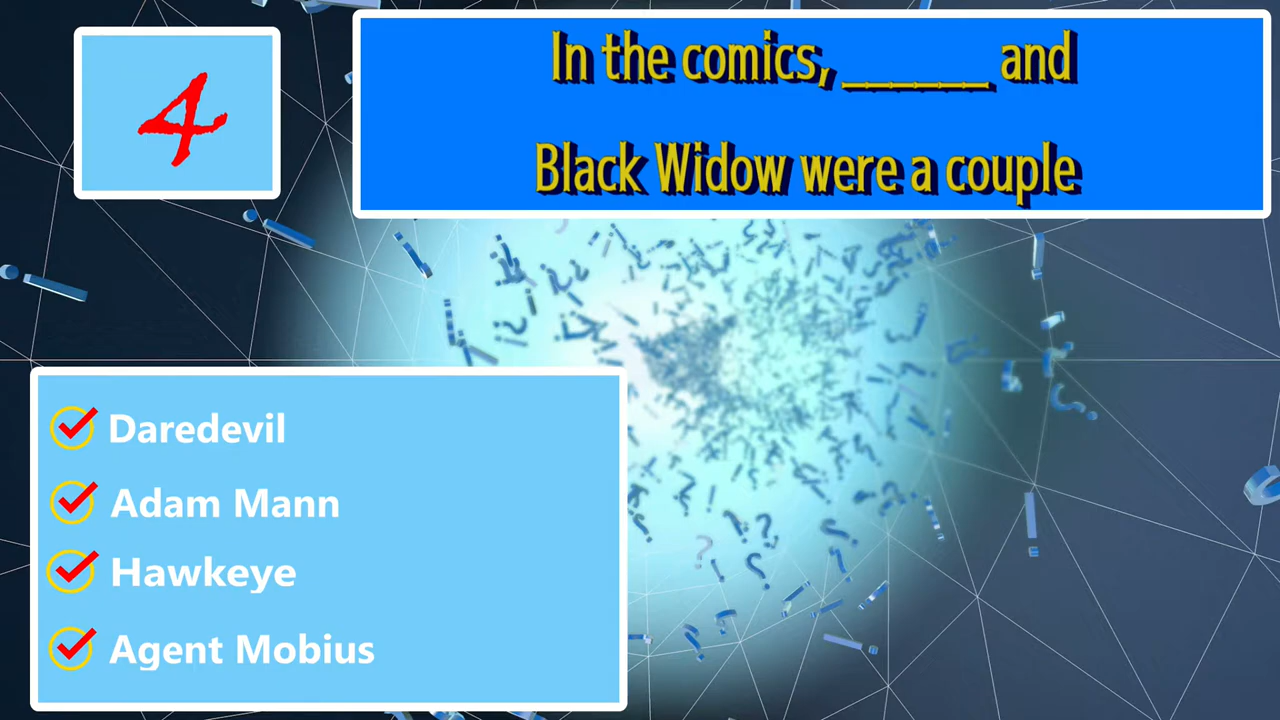 4
In the comics, ______ and
Black Widow were a couple
Daredevil
Adam Mann
Hawkeye
Agent Mobius